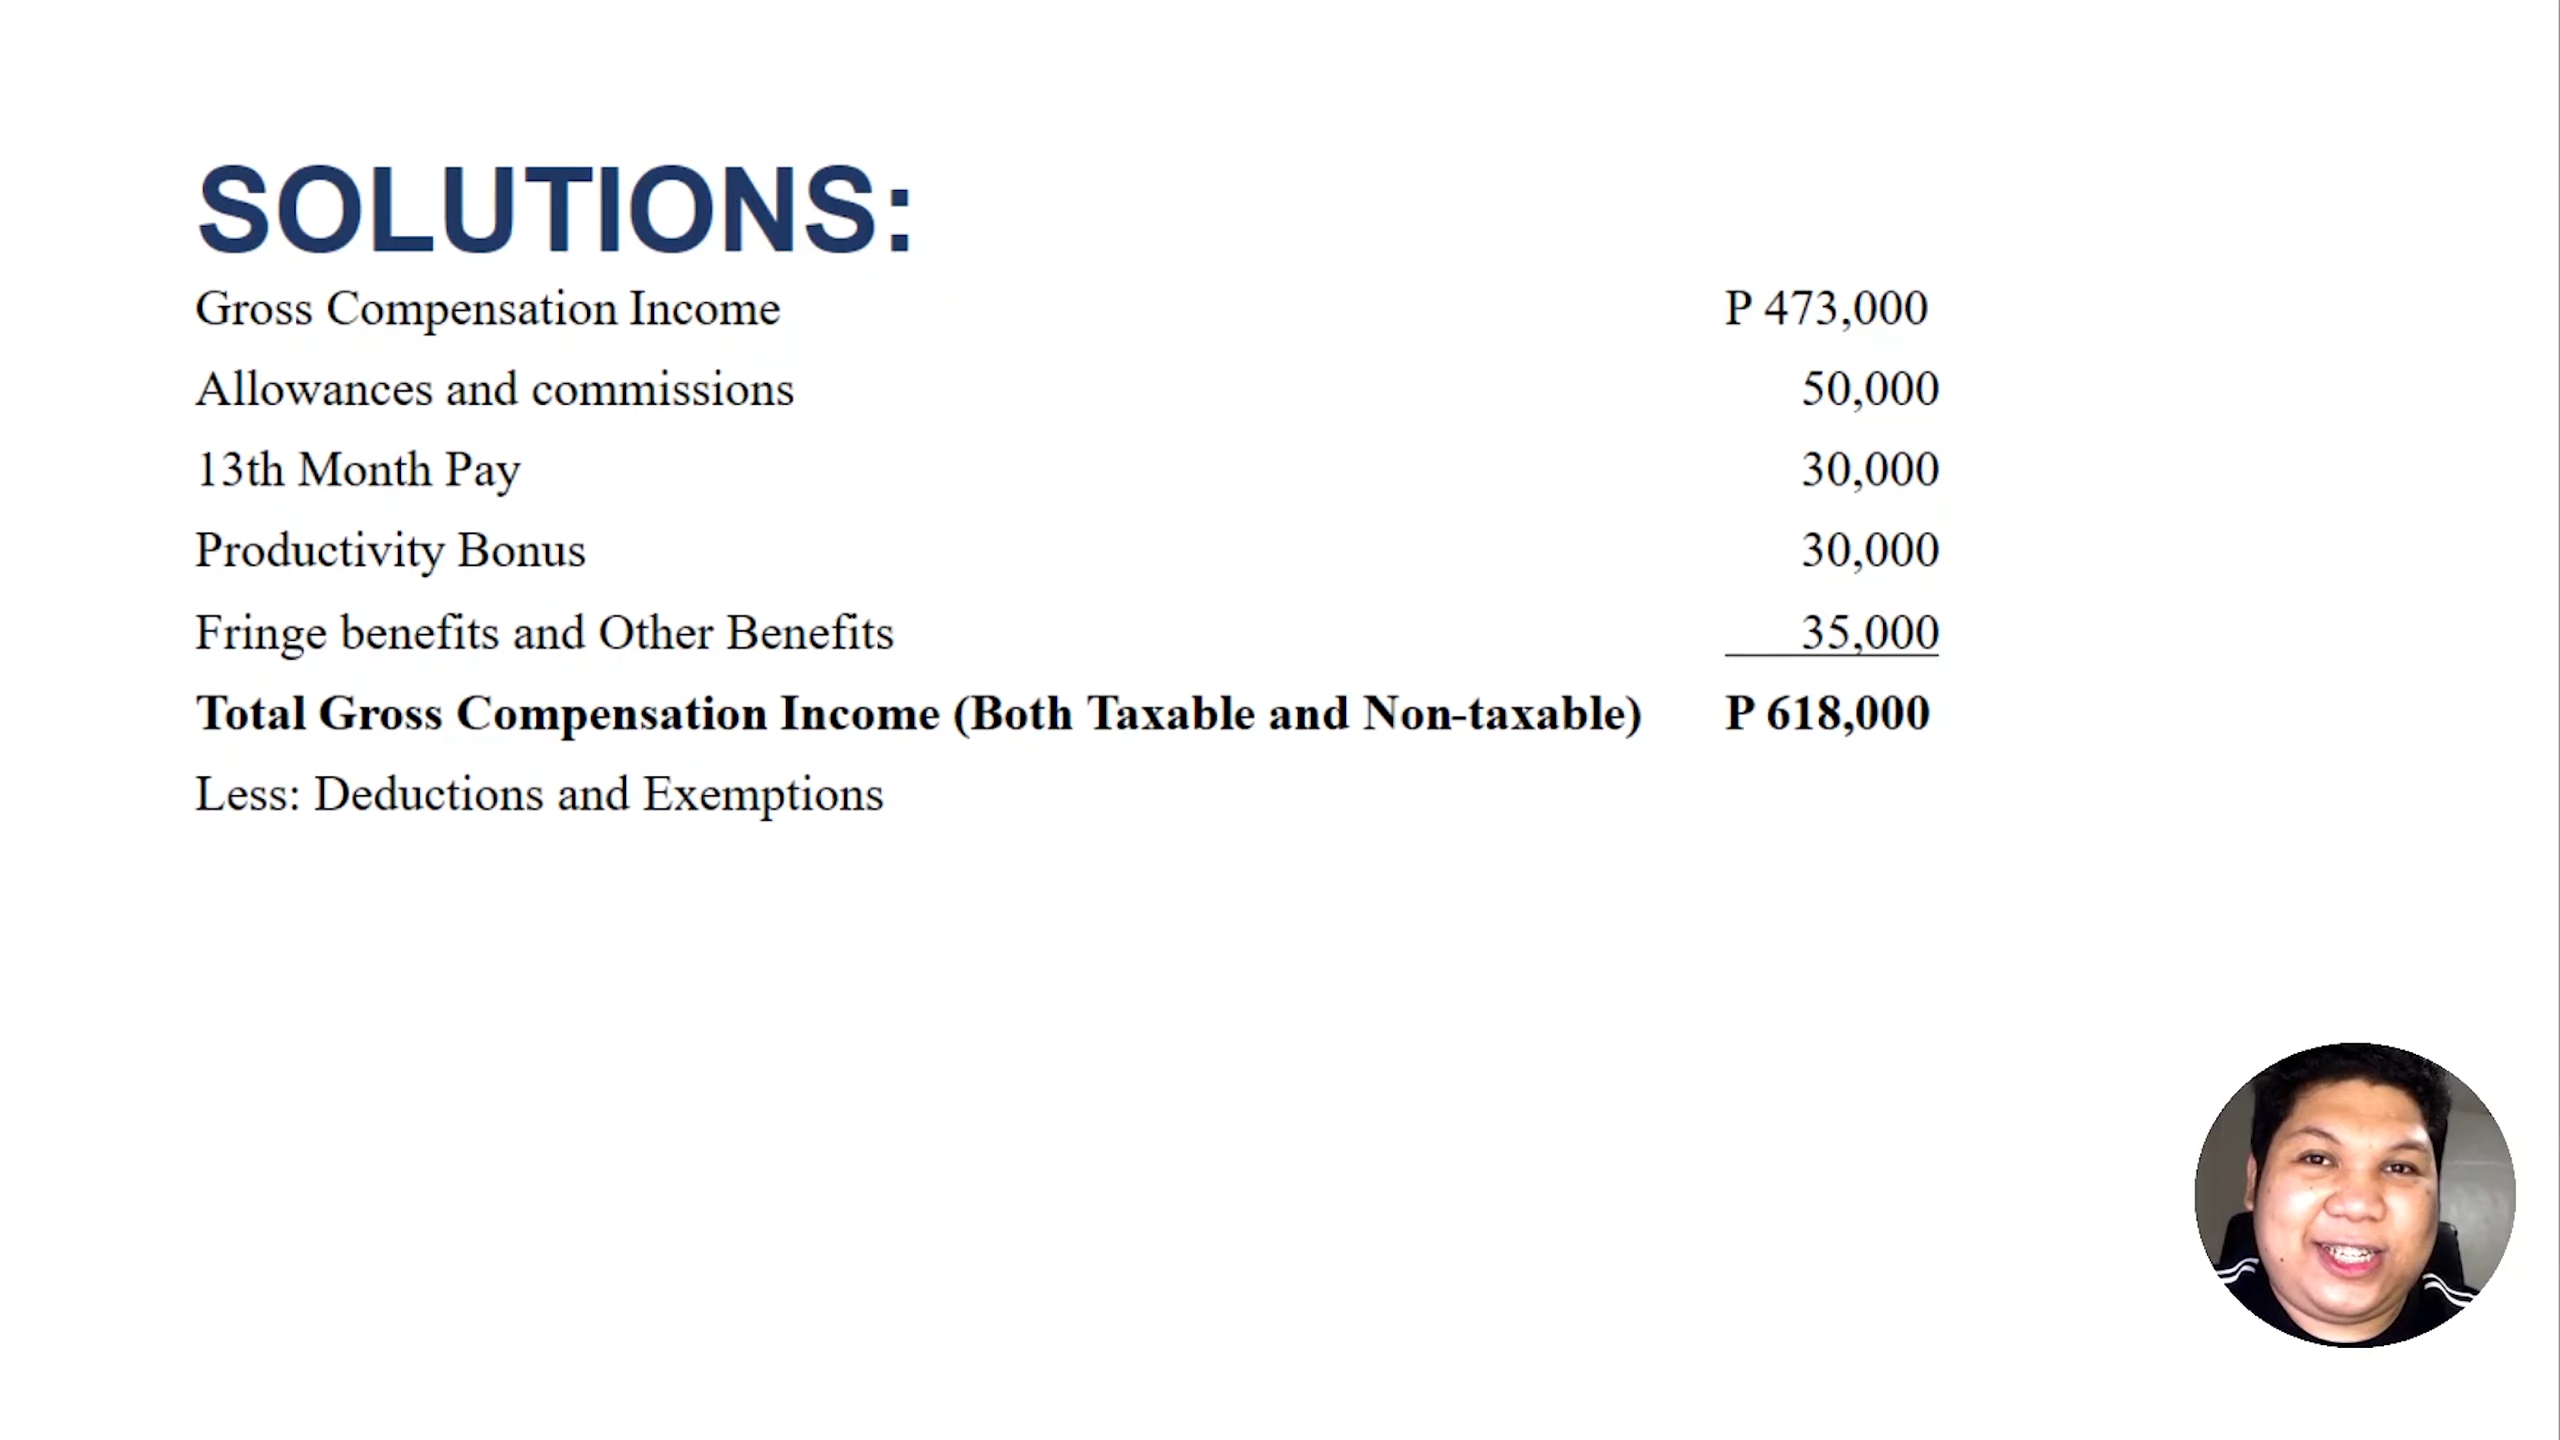 SOLUTIONS:
Gross Compensation Income P 473,000
Allowances and commissions 50,000
13th Month Pay 30,000
Productivity Bonus 30,000
Fringe benefits and Other Benefits 35,000
Total Gross Compensation Income (Both Taxable and Non-taxable) P 618,000
Less: Deductions and Exemptions